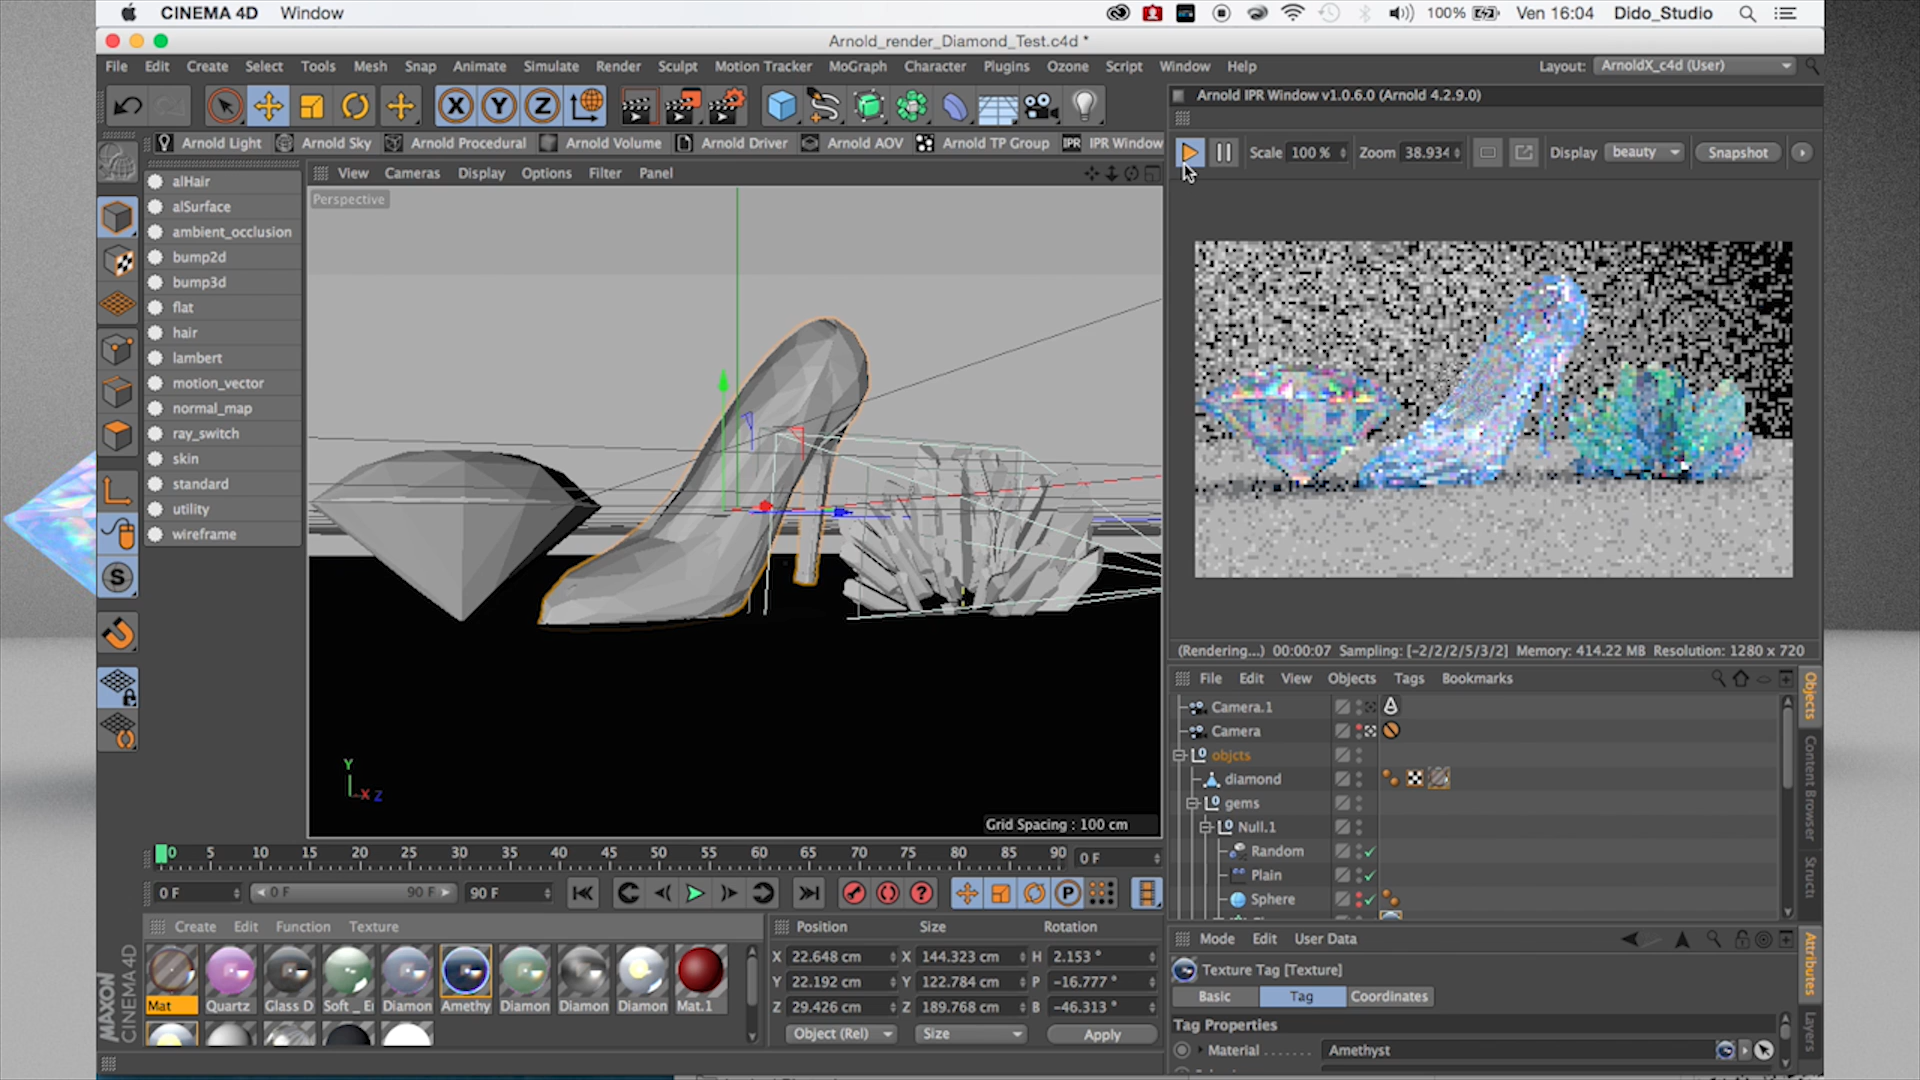 CINEMA 4D Window
100% Ven 16:04 Dido_Studio
Arnold_render_Diamond_Test.c4d *
File Edit Create Select Tools Mesh Snap Animate Simulate Render Sculpt Motion Tracker MoGraph Character Plugins Ozone Script Window Help
Layout: ArnoldX_c4d (User)
Arnold IPR Window v1.0.6.0 (Arnold 4.2.9.0)
X Y Z
Arnold Light Arnold Sky Arnold Procedural Arnold Volume Arnold Driver Arnold AOV Arnold TP Group IPR IPR Window
Scale 100 % Zoom 38.934 Display beauty Snapshot
View Cameras Display Options Filter Panel
Perspective
alHair
alSurface
ambient_occlusion
bump2d
bump3d
flat
hair
lambert
motion_vector
normal_map
ray_switch
skin
standard
utility
wireframe
S
Y
X Z
Grid Spacing : 100 cm
(Rendering...) 00:00:07 Sampling: [-2/2/2/5/3/2] Memory: 414.22 MB Resolution: 1280 x 720
File Edit View Objects Tags Bookmarks
Camera.1
Camera
objcts
diamond
gems
Null.1
Random
Plain
Sphere
Objects
Content Browser
Structi
0 5 10 15 20 25 30 35 40 45 50 55 60 65 70 75 80 85 90 0 F
0 F 0 F 90 F 90 F
P
Create Edit Function Texture
Mat Quartz Glass D Soft _ Ei Diamon Amethy Diamon Diamon Diamon Mat.1
MAXON
CINEMA 4D
Position Size Rotation
X 22.648 cm X 144.323 cm H 2.153 °
Y 22.192 cm Y 122.784 cm P -16.777 °
Z 29.426 cm Z 189.768 cm B -46.313 °
Object (Rel) Size Apply
Mode Edit User Data
Texture Tag [Texture]
Basic Tag Coordinates
Tag Properties
Material . . . . . . . Amethyst
Attributes
Layers